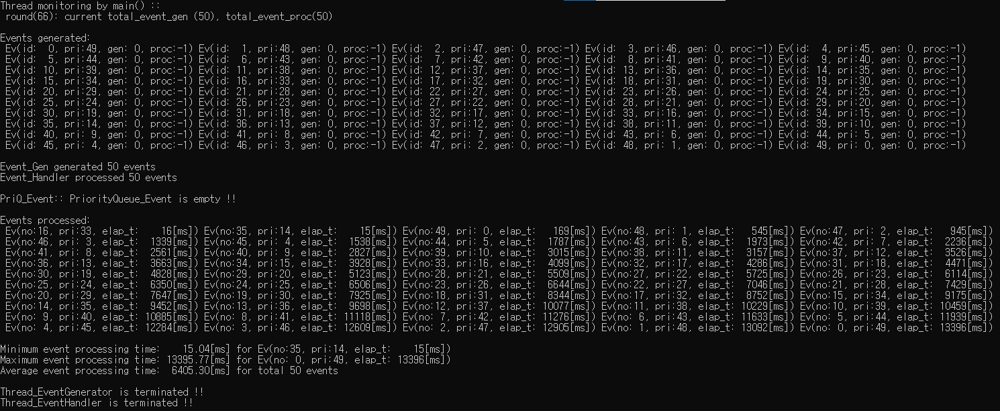 Thread monitoring by main() ::
 round(66): current total_event_gen (50), total_event_proc(50)

Events generated:
 Ev(id:  0, pri:49, gen: 0, proc:-1) Ev(id:  1, pri:48, gen: 0, proc:-1) Ev(id:  2, pri:47, gen: 0, proc:-1) Ev(id:  3, pri:46, gen: 0, proc:-1) Ev(id:  4, pri:45, gen: 0, proc:-1)
 Ev(id:  5, pri:44, gen: 0, proc:-1) Ev(id:  6, pri:43, gen: 0, proc:-1) Ev(id:  7, pri:42, gen: 0, proc:-1) Ev(id:  8, pri:41, gen: 0, proc:-1) Ev(id:  9, pri:40, gen: 0, proc:-1)
 Ev(id: 10, pri:39, gen: 0, proc:-1) Ev(id: 11, pri:38, gen: 0, proc:-1) Ev(id: 12, pri:37, gen: 0, proc:-1) Ev(id: 13, pri:36, gen: 0, proc:-1) Ev(id: 14, pri:35, gen: 0, proc:-1)
 Ev(id: 15, pri:34, gen: 0, proc:-1) Ev(id: 16, pri:33, gen: 0, proc:-1) Ev(id: 17, pri:32, gen: 0, proc:-1) Ev(id: 18, pri:31, gen: 0, proc:-1) Ev(id: 19, pri:30, gen: 0, proc:-1)
 Ev(id: 20, pri:29, gen: 0, proc:-1) Ev(id: 21, pri:28, gen: 0, proc:-1) Ev(id: 22, pri:27, gen: 0, proc:-1) Ev(id: 23, pri:26, gen: 0, proc:-1) Ev(id: 24, pri:25, gen: 0, proc:-1)
 Ev(id: 25, pri:24, gen: 0, proc:-1) Ev(id: 26, pri:23, gen: 0, proc:-1) Ev(id: 27, pri:22, gen: 0, proc:-1) Ev(id: 28, pri:21, gen: 0, proc:-1) Ev(id: 29, pri:20, gen: 0, proc:-1)
 Ev(id: 30, pri:19, gen: 0, proc:-1) Ev(id: 31, pri:18, gen: 0, proc:-1) Ev(id: 32, pri:17, gen: 0, proc:-1) Ev(id: 33, pri:16, gen: 0, proc:-1) Ev(id: 34, pri:15, gen: 0, proc:-1)
 Ev(id: 35, pri:14, gen: 0, proc:-1) Ev(id: 36, pri:13, gen: 0, proc:-1) Ev(id: 37, pri:12, gen: 0, proc:-1) Ev(id: 38, pri:11, gen: 0, proc:-1) Ev(id: 39, pri:10, gen: 0, proc:-1)
 Ev(id: 40, pri: 9, gen: 0, proc:-1) Ev(id: 41, pri: 8, gen: 0, proc:-1) Ev(id: 42, pri: 7, gen: 0, proc:-1) Ev(id: 43, pri: 6, gen: 0, proc:-1) Ev(id: 44, pri: 5, gen: 0, proc:-1)
 Ev(id: 45, pri: 4, gen: 0, proc:-1) Ev(id: 46, pri: 3, gen: 0, proc:-1) Ev(id: 47, pri: 2, gen: 0, proc:-1) Ev(id: 48, pri: 1, gen: 0, proc:-1) Ev(id: 49, pri: 0, gen: 0, proc:-1)

Event_Gen generated 50 events
Event_Handler processed 50 events

PriQ_Event:: PriorityQueue_Event is empty !!

Events processed:
 Ev(no:16, pri:33, elap_t:    16[ms]) Ev(no:35, pri:14, elap_t:    15[ms]) Ev(no:49, pri: 0, elap_t:   169[ms]) Ev(no:48, pri: 1, elap_t:   545[ms]) Ev(no:47, pri: 2, elap_t:   945[ms])
 Ev(no:46, pri: 3, elap_t:  1339[ms]) Ev(no:45, pri: 4, elap_t:  1538[ms]) Ev(no:44, pri: 5, elap_t:  1787[ms]) Ev(no:43, pri: 6, elap_t:  1973[ms]) Ev(no:42, pri: 7, elap_t:  2236[ms])
 Ev(no:41, pri: 8, elap_t:  2561[ms]) Ev(no:40, pri: 9, elap_t:  2827[ms]) Ev(no:39, pri:10, elap_t:  3015[ms]) Ev(no:38, pri:11, elap_t:  3157[ms]) Ev(no:37, pri:12, elap_t:  3526[ms])
 Ev(no:36, pri:13, elap_t:  3663[ms]) Ev(no:34, pri:15, elap_t:  3928[ms]) Ev(no:33, pri:16, elap_t:  4099[ms]) Ev(no:32, pri:17, elap_t:  4286[ms]) Ev(no:31, pri:18, elap_t:  4471[ms])
 Ev(no:30, pri:19, elap_t:  4828[ms]) Ev(no:29, pri:20, elap_t:  5123[ms]) Ev(no:28, pri:21, elap_t:  5509[ms]) Ev(no:27, pri:22, elap_t:  5725[ms]) Ev(no:26, pri:23, elap_t:  6114[ms])
 Ev(no:25, pri:24, elap_t:  6350[ms]) Ev(no:24, pri:25, elap_t:  6506[ms]) Ev(no:23, pri:26, elap_t:  6644[ms]) Ev(no:22, pri:27, elap_t:  7046[ms]) Ev(no:21, pri:28, elap_t:  7429[ms])
 Ev(no:20, pri:29, elap_t:  7647[ms]) Ev(no:19, pri:30, elap_t:  7925[ms]) Ev(no:18, pri:31, elap_t:  8344[ms]) Ev(no:17, pri:32, elap_t:  8752[ms]) Ev(no:15, pri:34, elap_t:  9175[ms])
 Ev(no:14, pri:35, elap_t:  9452[ms]) Ev(no:13, pri:36, elap_t:  9698[ms]) Ev(no:12, pri:37, elap_t: 10077[ms]) Ev(no:11, pri:38, elap_t: 10229[ms]) Ev(no:10, pri:39, elap_t: 10459[ms])
 Ev(no: 9, pri:40, elap_t: 10885[ms]) Ev(no: 8, pri:41, elap_t: 11118[ms]) Ev(no: 7, pri:42, elap_t: 11276[ms]) Ev(no: 6, pri:43, elap_t: 11633[ms]) Ev(no: 5, pri:44, elap_t: 11939[ms])
 Ev(no: 4, pri:45, elap_t: 12284[ms]) Ev(no: 3, pri:46, elap_t: 12609[ms]) Ev(no: 2, pri:47, elap_t: 12905[ms]) Ev(no: 1, pri:48, elap_t: 13092[ms]) Ev(no: 0, pri:49, elap_t: 13396[ms])

Minimum event processing time:    15.04[ms] for Ev(no:35, pri:14, elap_t:    15[ms])
Maximum event processing time: 13395.77[ms] for Ev(no: 0, pri:49, elap_t: 13396[ms])
Average event processing time:  6405.30[ms] for total 50 events

Thread_EventGenerator is terminated !!
Thread_EventHandler is terminated !!